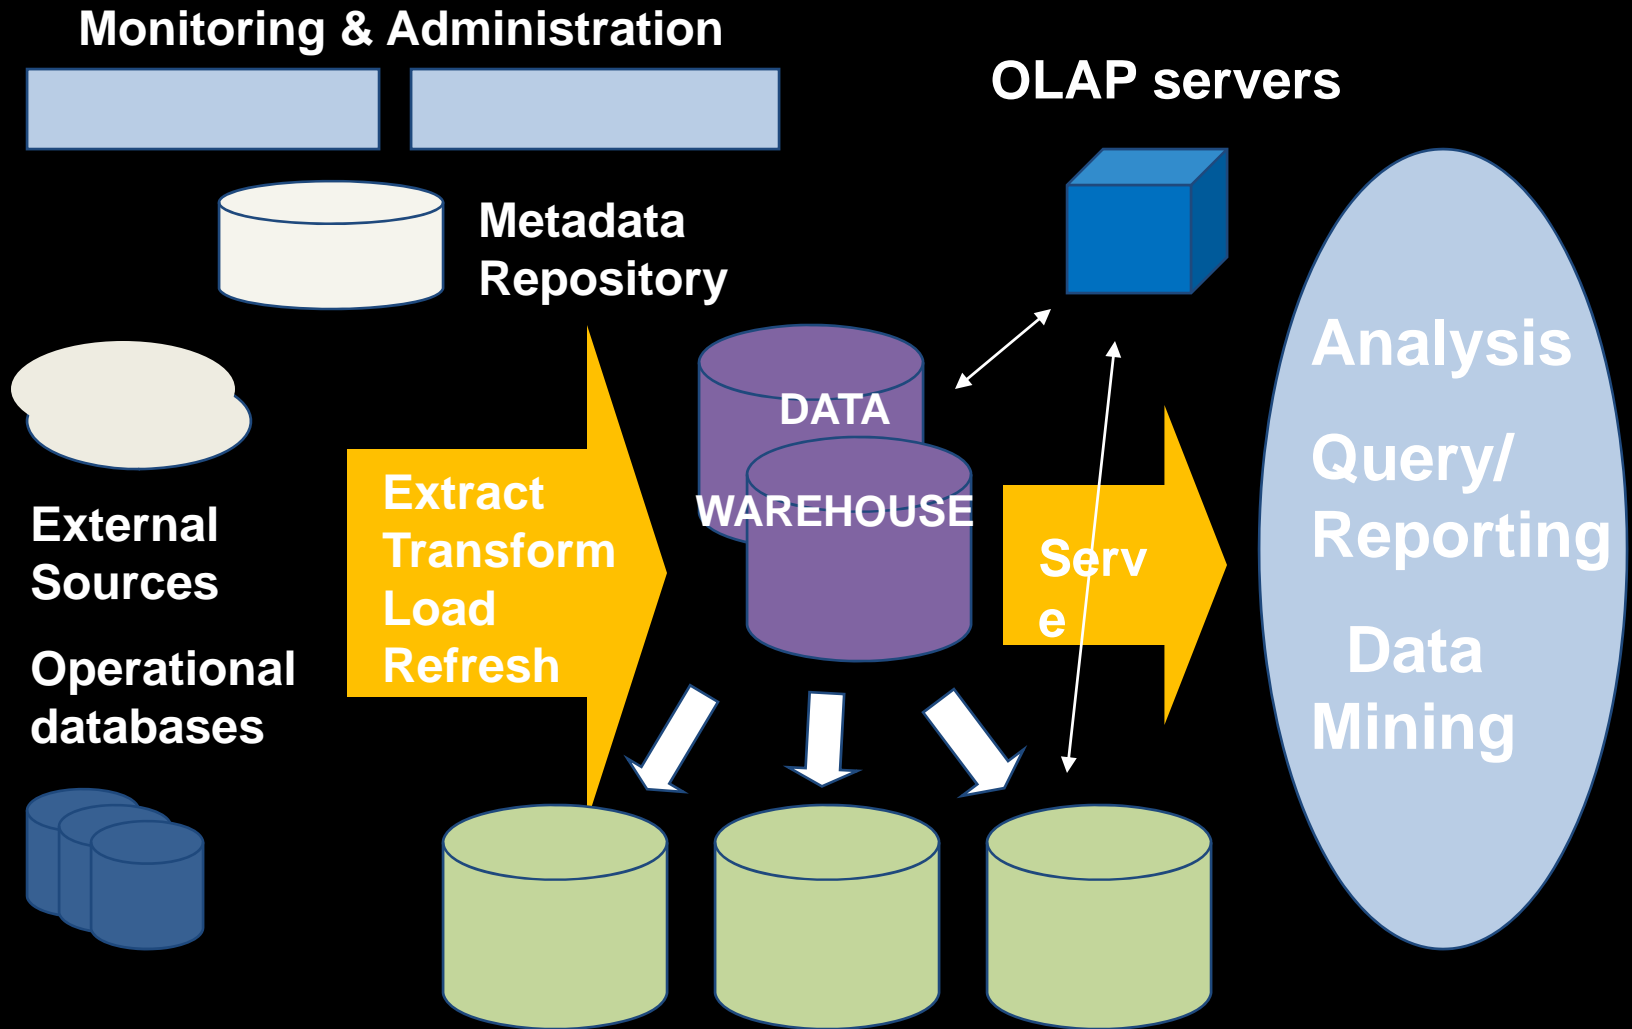 Monitoring & Administration
OLAP servers
Metadata
Repository
External
Sources
Operational
databases
Extract
Transform
Load
Refresh
DATA
WAREHOUSE
Serv
e
Analysis
Query/
Reporting
Data
Mining